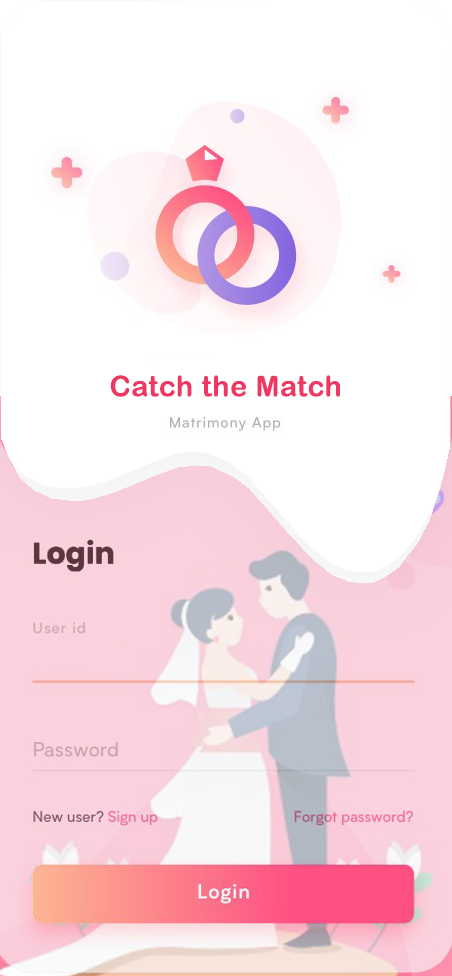 Catch the Match
Matrimony App
Login
User id
Password
New user? Sign up Forgot password?
Login